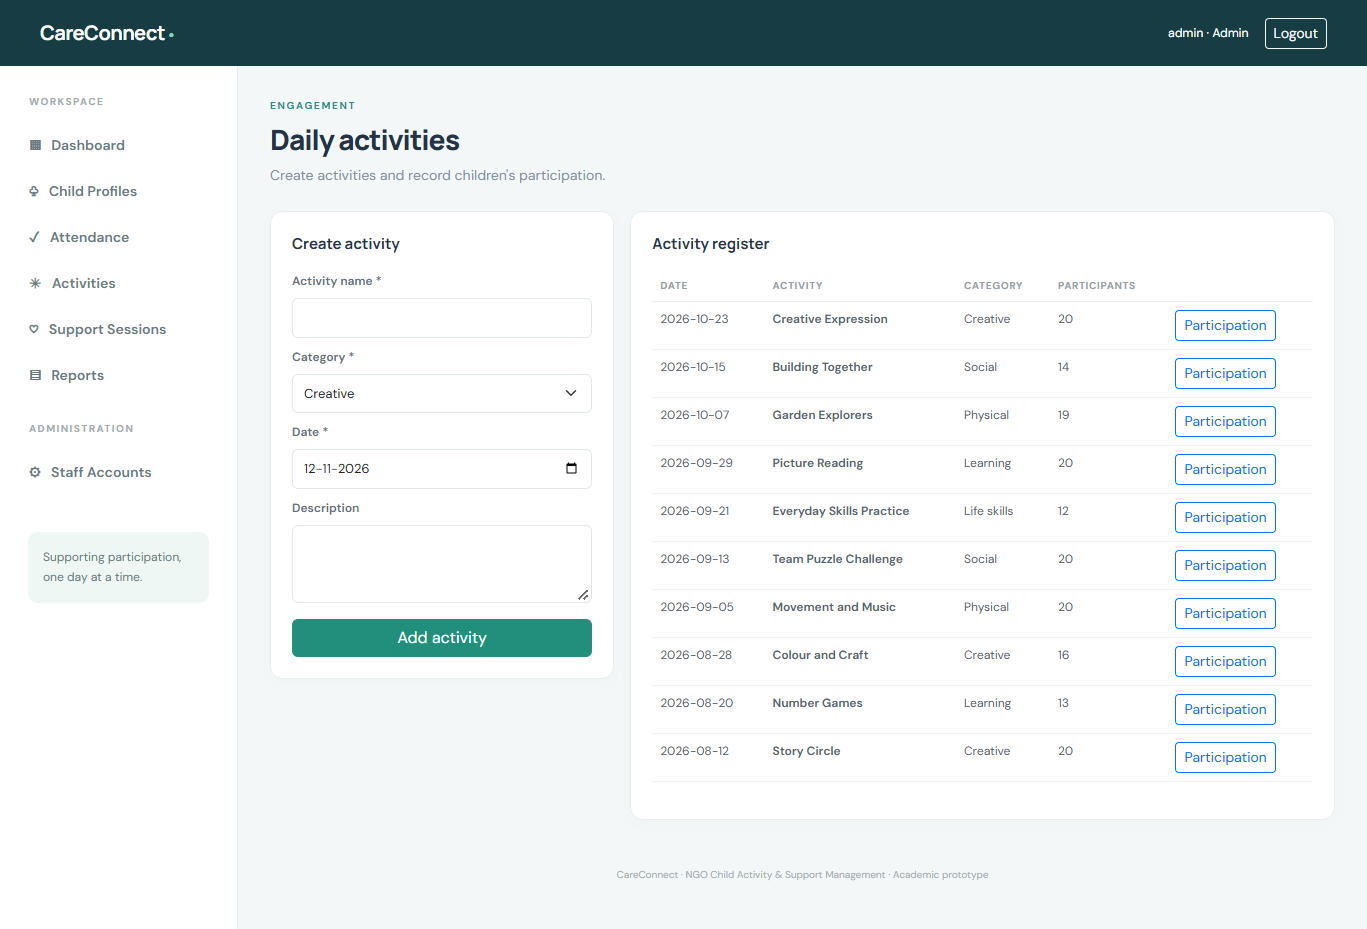 CareConnect
admin · Admin
Logout
WORKSPACE
Dashboard
Child Profiles
Attendance
Activities
Support Sessions
Reports
ADMINISTRATION
Staff Accounts
Supporting participation,
one day at a time.
ENGAGEMENT
Daily activities
Create activities and record children's participation.
Create activity
Activity name *
Category *
Creative
Date *
12-11-2026
Description
Add activity
Activity register
DATE ACTIVITY CATEGORY PARTICIPANTS
2026-10-23 Creative Expression Creative 20 Participation
2026-10-15 Building Together Social 14 Participation
2026-10-07 Garden Explorers Physical 19 Participation
2026-09-29 Picture Reading Learning 20 Participation
2026-09-21 Everyday Skills Practice Life skills 12 Participation
2026-09-13 Team Puzzle Challenge Social 20 Participation
2026-09-05 Movement and Music Physical 20 Participation
2026-08-28 Colour and Craft Creative 16 Participation
2026-08-20 Number Games Learning 13 Participation
2026-08-12 Story Circle Creative 20 Participation
CareConnect · NGO Child Activity & Support Management · Academic prototype